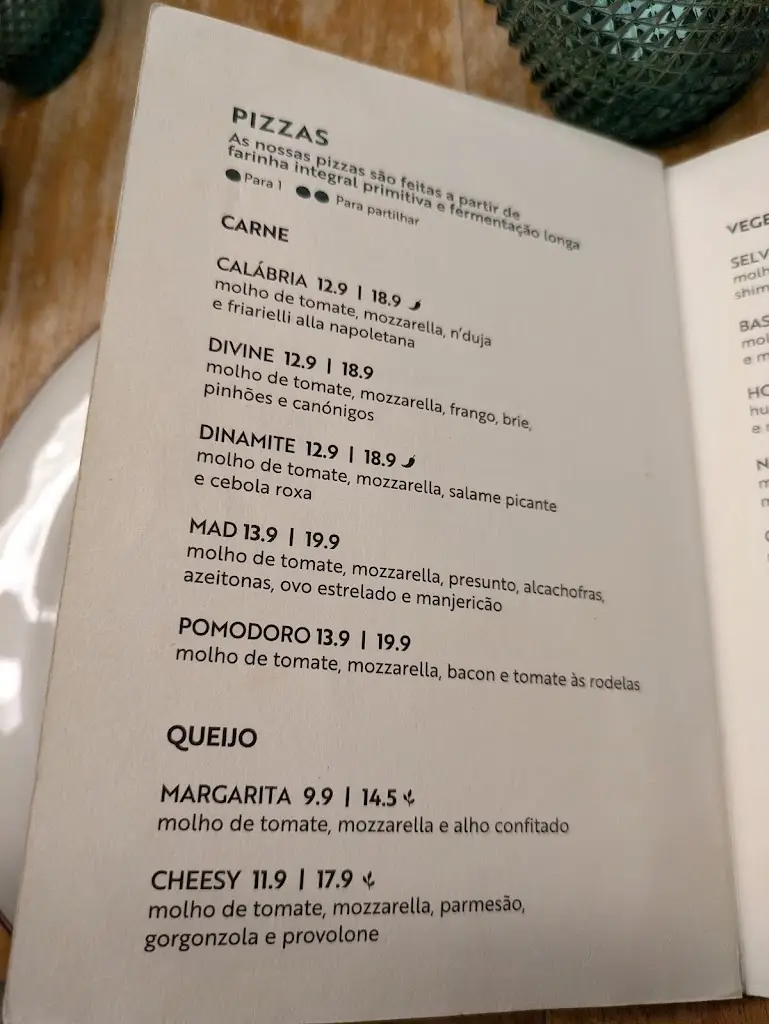 PIZZAS
As nossas pizzas são feitas a partir de
farinha integral primitiva e fermentação longa
Para 1 Para partilhar
CARNE
CALÁBRIA 12.9 | 18.9
molho de tomate, mozzarella, n'duja
e friarielli alla napoletana
DIVINE 12.9 | 18.9
molho de tomate, mozzarella, frango, brie,
pinhões e canónigos
DINAMITE 12.9 | 18.9
molho de tomate, mozzarella, salame picante
e cebola roxa
MAD 13.9 | 19.9
molho de tomate, mozzarella, presunto, alcachofras,
azeitonas, ovo estrelado e manjericão
POMODORO 13.9 | 19.9
molho de tomate, mozzarella, bacon e tomate às rodelas
QUEIJO
MARGARITA 9.9 | 14.5
molho de tomate, mozzarella e alho confitado
CHEESY 11.9 | 17.9
molho de tomate, mozzarella, parmesão,
gorgonzola e provolone